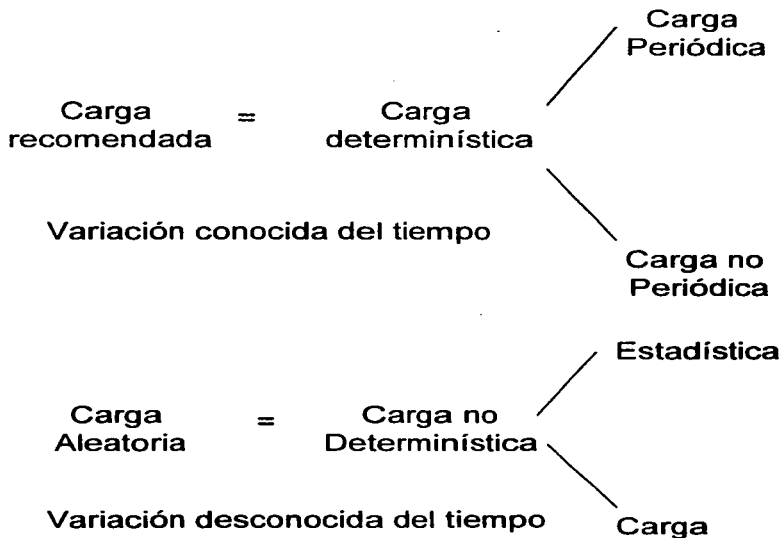 Carga
Periódica
Carga
recomendada
=
Carga
determinística
Variación conocida del tiempo
Carga no
Periódica
Estadística
Carga
Aleatoria
=
Carga no
Determinística
Variación desconocida del tiempo
Carga